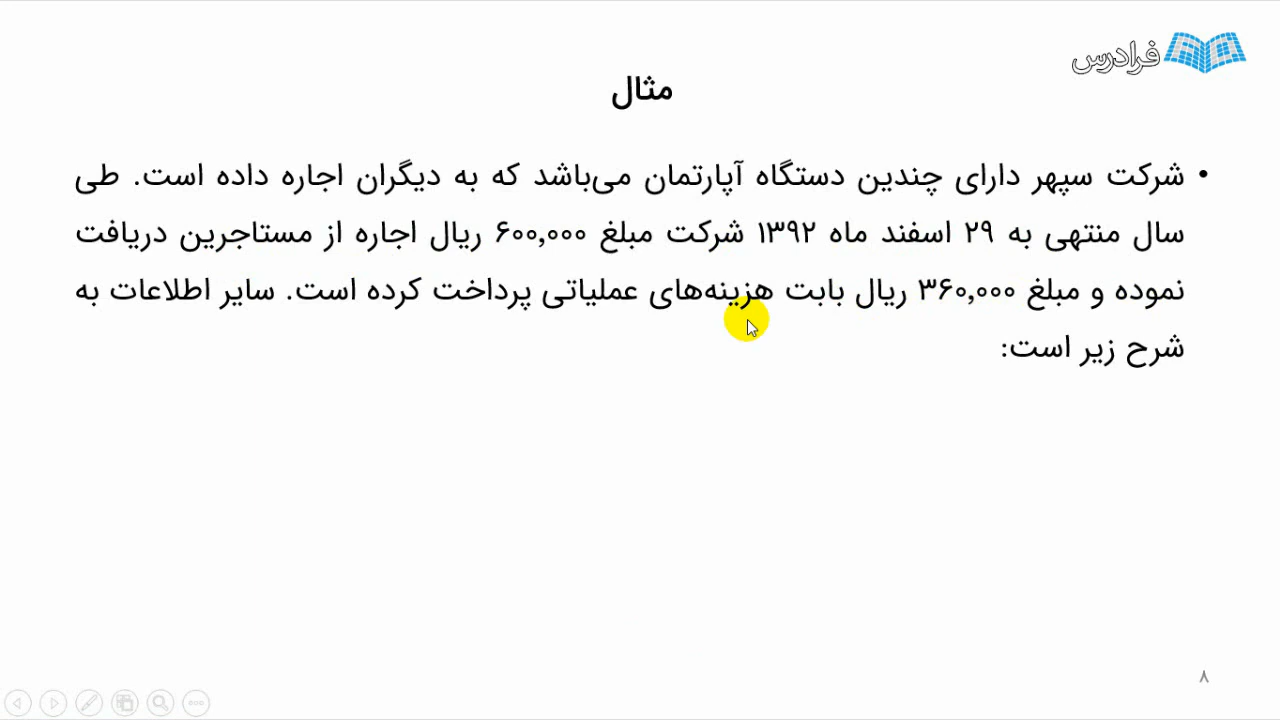 فرادرس
مثال
• شرکت سپهر دارای چندین دستگاه آپارتمان می‌باشد که به دیگران اجاره داده است. طی
سال منتهی به ۲۹ اسفند ماه ۱۳۹۲ شرکت مبلغ ۶۰۰,۰۰۰ ریال اجاره از مستاجرین دریافت
نموده و مبلغ ۳۶۰,۰۰۰ ریال بابت هزینه‌های عملیاتی پرداخت کرده است. سایر اطلاعات به
شرح زیر است:
۸